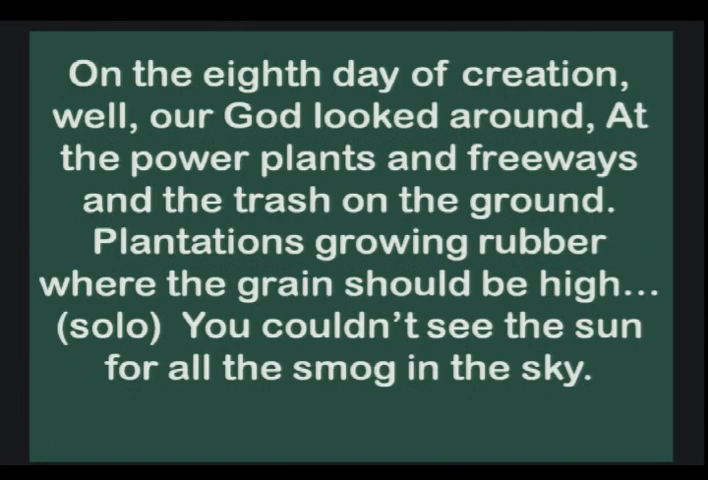 On the eighth day of creation,
well, our God looked around, At
the power plants and freeways
and the trash on the ground.
Plantations growing rubber
where the grain should be high...
(solo)  You couldn't see the sun
for all the smog in the sky.